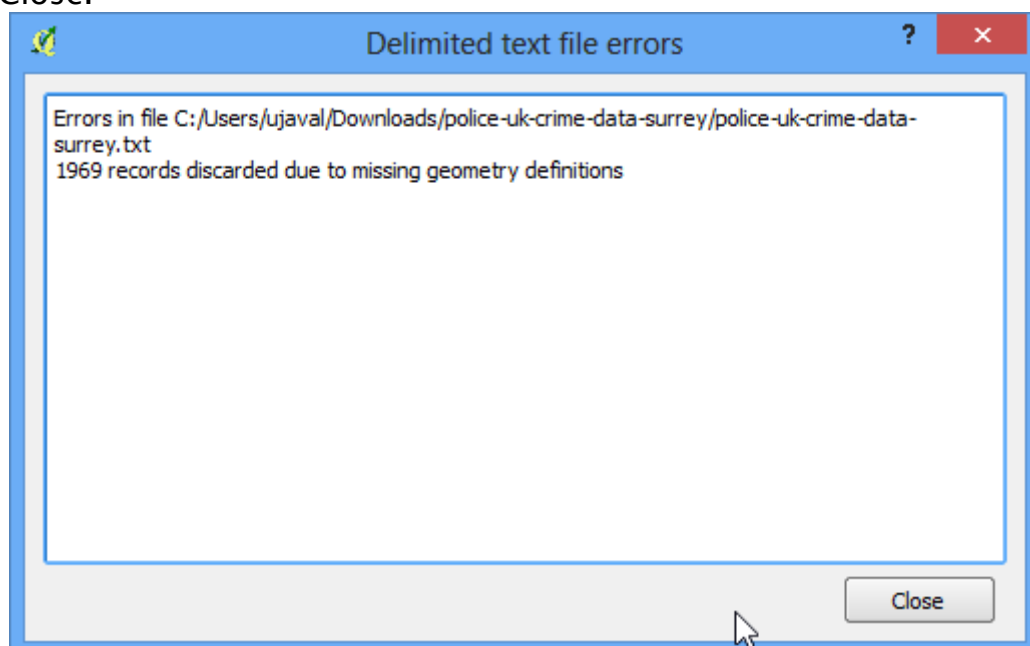 Close.
Delimited text file errors
?
×
Errors in file C:/Users/ujaval/Downloads/police-uk-crime-data-surrey/police-uk-crime-data-
surrey.txt
1969 records discarded due to missing geometry definitions
Close